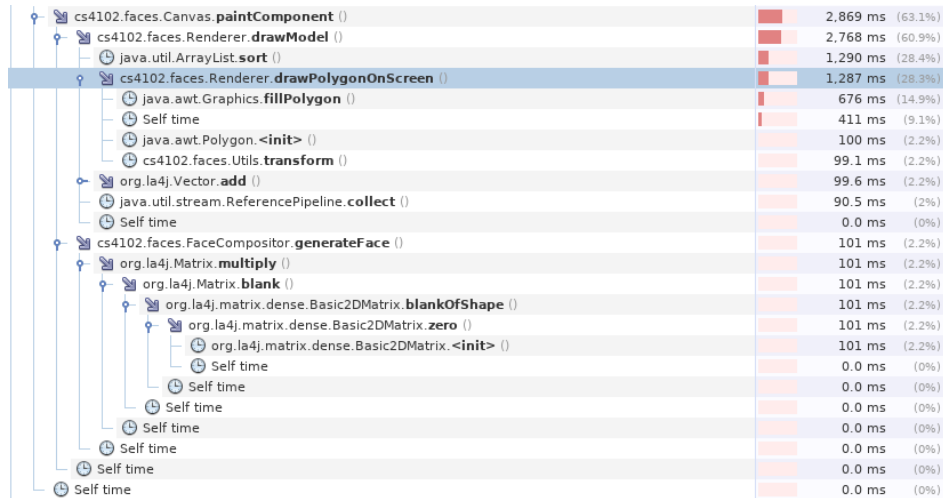 cs4102.faces.Canvas.paintComponent () 2,869 ms (63.1%)
cs4102.faces.Renderer.drawModel () 2,768 ms (60.9%)
java.util.ArrayList.sort () 1,290 ms (28.4%)
cs4102.faces.Renderer.drawPolygonOnScreen () 1,287 ms (28.3%)
java.awt.Graphics.fillPolygon () 676 ms (14.9%)
Self time 411 ms (9.1%)
java.awt.Polygon.<init> () 100 ms (2.2%)
cs4102.faces.Utils.transform () 99.1 ms (2.2%)
org.la4j.Vector.add () 99.6 ms (2.2%)
java.util.stream.ReferencePipeline.collect () 90.5 ms (2%)
Self time 0.0 ms (0%)
cs4102.faces.FaceCompositor.generateFace () 101 ms (2.2%)
org.la4j.Matrix.multiply () 101 ms (2.2%)
org.la4j.Matrix.blank () 101 ms (2.2%)
org.la4j.matrix.dense.Basic2DMatrix.blankOfShape () 101 ms (2.2%)
org.la4j.matrix.dense.Basic2DMatrix.zero () 101 ms (2.2%)
org.la4j.matrix.dense.Basic2DMatrix.<init> () 101 ms (2.2%)
Self time 0.0 ms (0%)
Self time 0.0 ms (0%)
Self time 0.0 ms (0%)
Self time 0.0 ms (0%)
Self time 0.0 ms (0%)
Self time 0.0 ms (0%)
Self time 0.0 ms (0%)